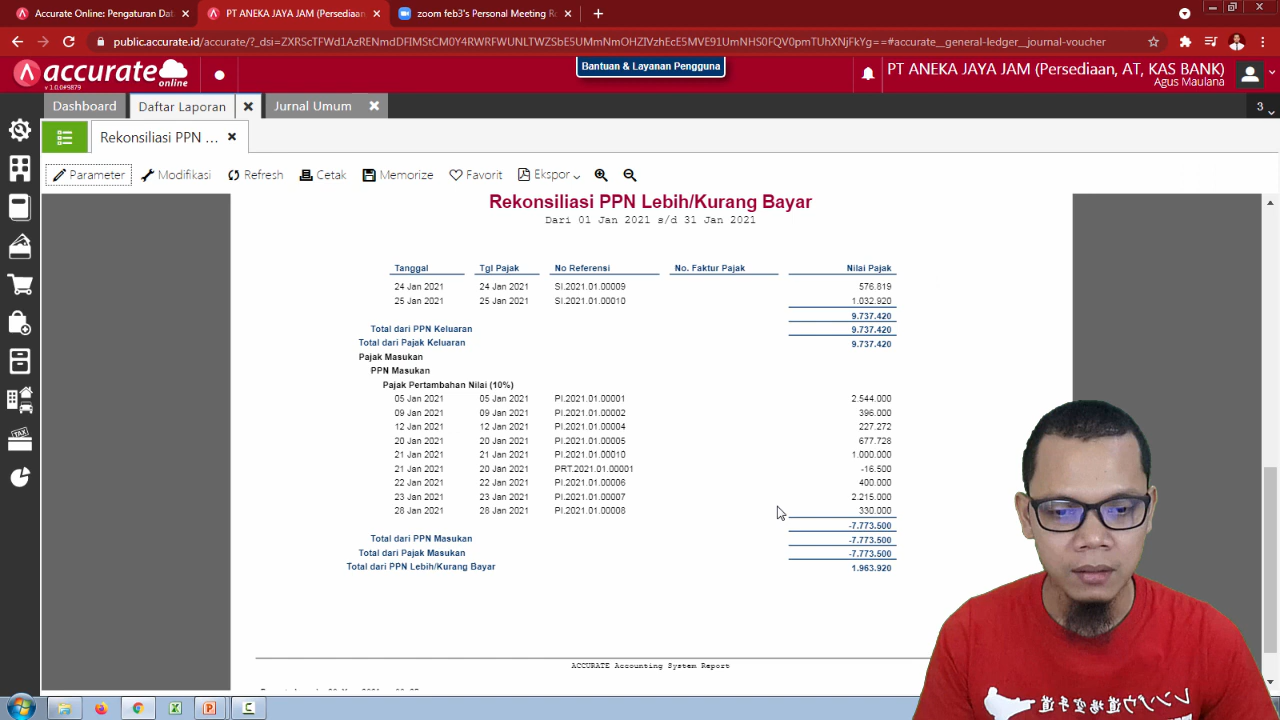 Accurate Online: Pengaturan Dat
PT ANEKA JAYA JAM (Persediaan,
zoom feb3's Personal Meeting Ro
public.accurate.id/accurate/?_dsi=ZXRScTFWd1AzRENmdDFIMStCM0Y4RWRFWUNLTWZSbE5UMmNmOHZIVzhEcE5MVE91UmNHS0FQV0pmTUhXNjFkYg==#accurate__general-ledger__journal-voucher
accurate online
v 1.0.0#9879
Bantuan & Layanan Pengguna
PT ANEKA JAYA JAM (Persediaan, AT, KAS BANK)
Agus Maulana
Dashboard
Daftar Laporan
Jurnal Umum
3
Rekonsiliasi PPN ...
Parameter
Modifikasi
Refresh
Cetak
Memorize
Favorit
Ekspor
Rekonsiliasi PPN Lebih/Kurang Bayar
Dari 01 Jan 2021 s/d 31 Jan 2021
Tanggal Tgl Pajak No Referensi No. Faktur Pajak Nilai Pajak
24 Jan 2021 24 Jan 2021 SI.2021.01.00009 576.819
25 Jan 2021 25 Jan 2021 SI.2021.01.00010 1.032.920
9.737.420
Total dari PPN Keluaran 9.737.420
Total dari Pajak Keluaran 9.737.420
Pajak Masukan
PPN Masukan
Pajak Pertambahan Nilai (10%)
05 Jan 2021 05 Jan 2021 PI.2021.01.00001 2.544.000
09 Jan 2021 09 Jan 2021 PI.2021.01.00002 396.000
12 Jan 2021 12 Jan 2021 PI.2021.01.00004 227.272
20 Jan 2021 20 Jan 2021 PI.2021.01.00005 677.728
21 Jan 2021 21 Jan 2021 PI.2021.01.00010 1.000.000
21 Jan 2021 20 Jan 2021 PRT.2021.01.00001 -16.500
22 Jan 2021 22 Jan 2021 PI.2021.01.00006 400.000
23 Jan 2021 23 Jan 2021 PI.2021.01.00007 2.215.000
28 Jan 2021 28 Jan 2021 PI.2021.01.00008 330.000
-7.773.500
Total dari PPN Masukan -7.773.500
Total dari Pajak Masukan -7.773.500
Total dari PPN Lebih/Kurang Bayar 1.963.920
ACCURATE Accounting System Report
TAX